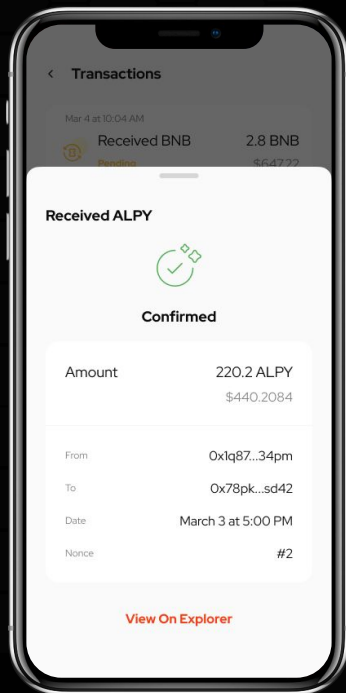 Transactions
Mar 4 at 10:04 AM
Received BNB 2.8 BNB
Pending $647.22
Received ALPY
Confirmed
Amount 220.2 ALPY
$440.2084
From 0x1q87...34pm
To 0x78pk...sd42
Date March 3 at 5:00 PM
Nonce #2
View On Explorer